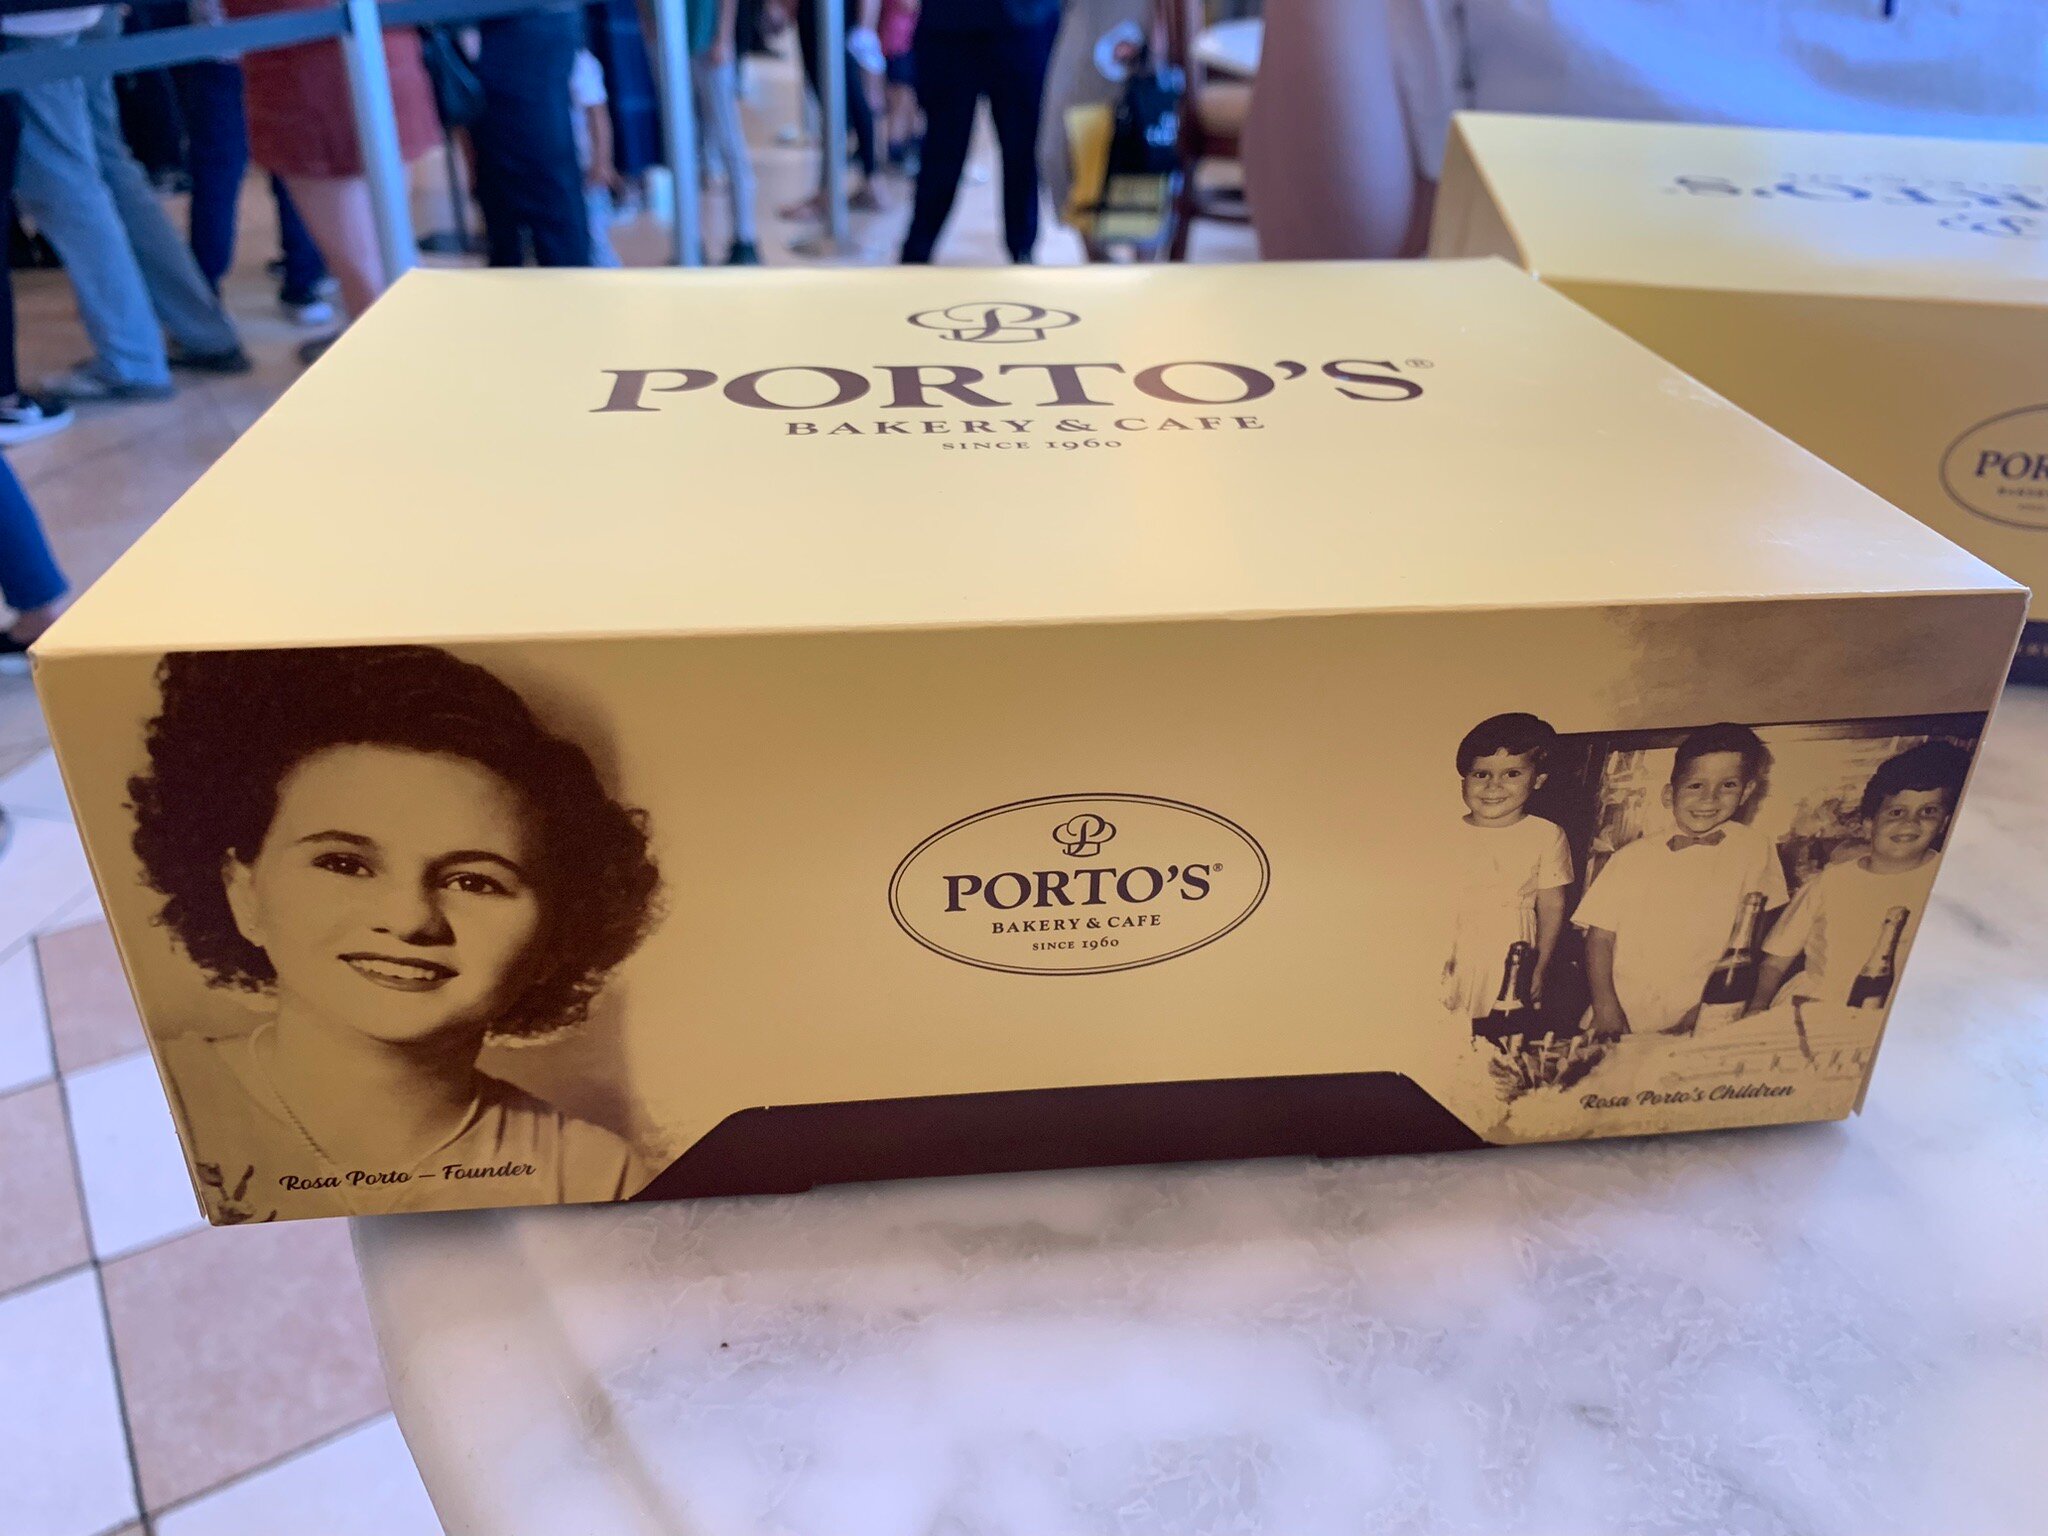 PORTO'S®
BAKERY & CAFE
SINCE 1960
PORTO'S®
BAKERY & CAFE
SINCE 1960
Rosa Porto – Founder
Rosa Porto's Children